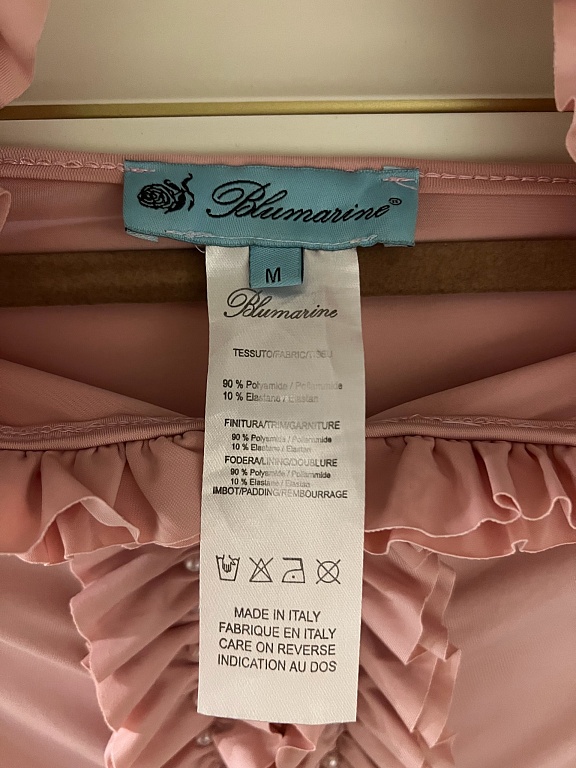 Blumarine®
M
Blumarine
TESSUTO/FABRIC/TISSU
90 % Polyamide / Poliammide
10 % Elastane / Elastan
FINITURA/TRIM/GARNITURE
90 % Polyamide / Poliammide
10 % Elastane / Elastan
FODERA/LINING/DOUBLURE
90 % Polyamide / Poliammide
10 % Elastane / Elastan
IMBOT/PADDING/REMBOURRAGE
MADE IN ITALY
FABRIQUE EN ITALY
CARE ON REVERSE
INDICATION AU DOS